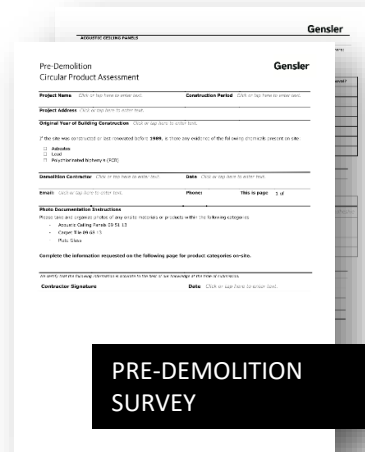 Gensler
ACOUSTIC CEILING PANELS
Pre-Demolition
Circular Product Assessment
Gensler
Project Name Click or tap here to enter text. Construction Period Click or tap here to enter text.
Project Address Click or tap here to enter text.
Original Year of Building Construction Click or tap here to enter text.
If the site was constructed or last renovated before 1989, is there any evidence of the following chemicals present on site:
☐ Asbestos
☐ Lead
☐ Polychlorinated biphenyls (PCB)
Demolition Contractor Click or tap here to enter text. Date Click or tap here to enter text.
Email Click or tap here to enter text. Phone: This is page 1 of
Photo Documentation Instructions
Please take and organize photos of any onsite materials or products within the following categories:
- Acoustic Ceiling Panels 09 51 13
- Carpet Tile 09 68 13
- Plate Glass
Complete the information requested on the following page for product categories on-site.
Contractor Signature Date Click or tap here to enter text.
PRE-DEMOLITION
SURVEY